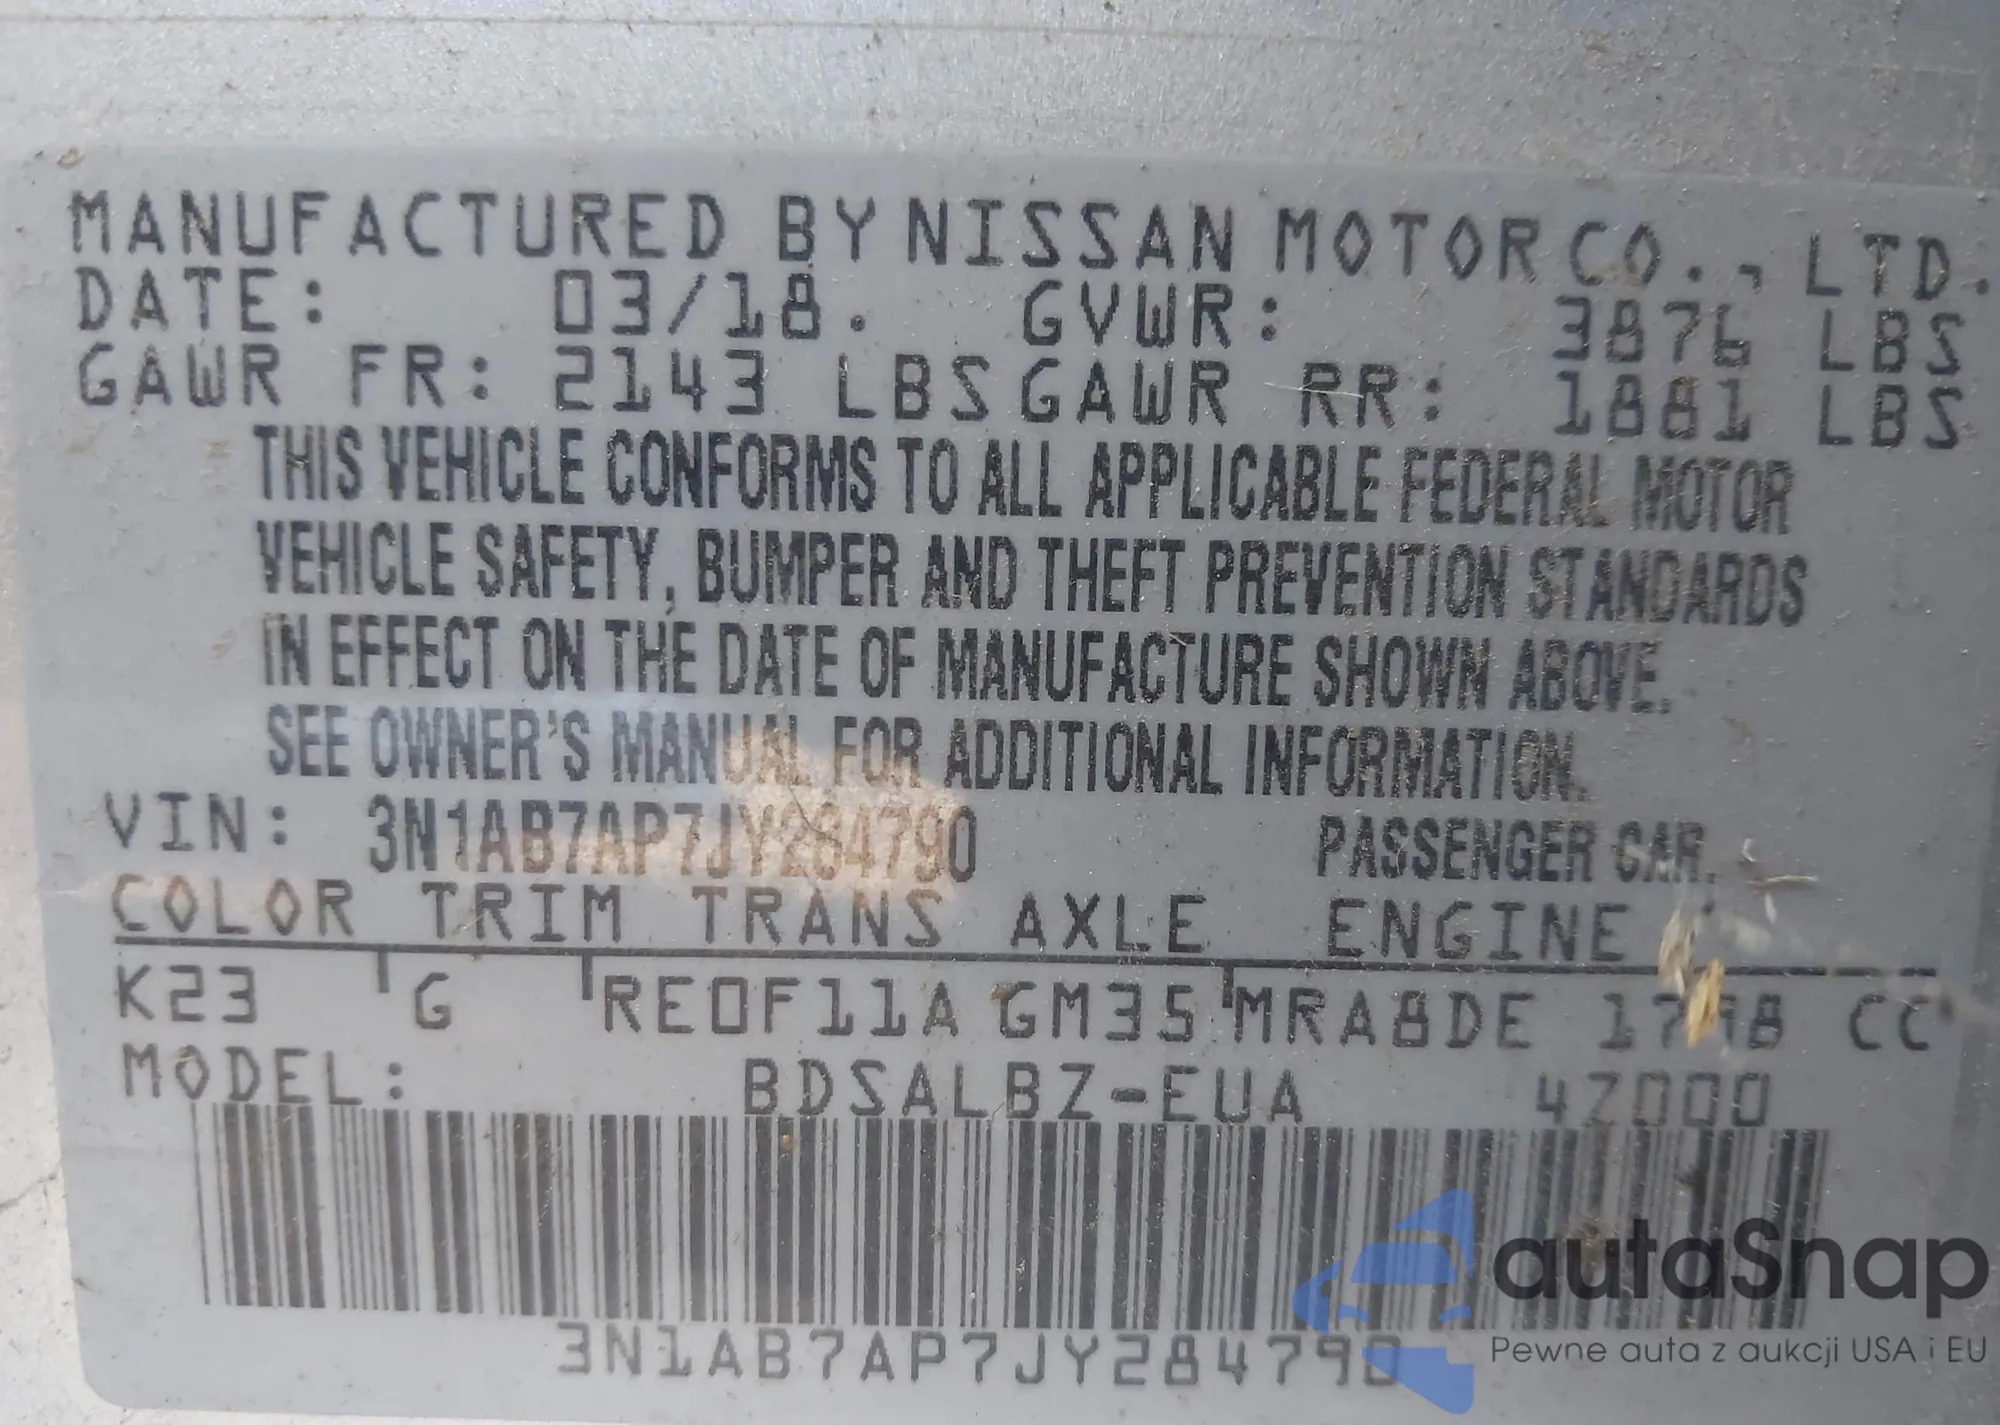 MANUFACTURED BY NISSAN MOTOR CO., LTD.
DATE: 03/18. GVWR: 3876 LBS
GAWR FR: 2143 LBS GAWR RR: 1881 LBS
THIS VEHICLE CONFORMS TO ALL APPLICABLE FEDERAL MOTOR
VEHICLE SAFETY, BUMPER AND THEFT PREVENTION STANDARDS
IN EFFECT ON THE DATE OF MANUFACTURE SHOWN ABOVE.
SEE OWNER'S MANUAL FOR ADDITIONAL INFORMATION.
VIN: 3N1AB7AP7JY284790 PASSENGER CAR.
COLOR TRIM TRANS AXLE ENGINE
K23 G RE0F11A GM35 MRA8DE 1798 CC
MODEL: BDSALBZ-EUA 4Z000
3N1AB7AP7JY284790
autaSnap
Pewne auta z aukcji USA i EU